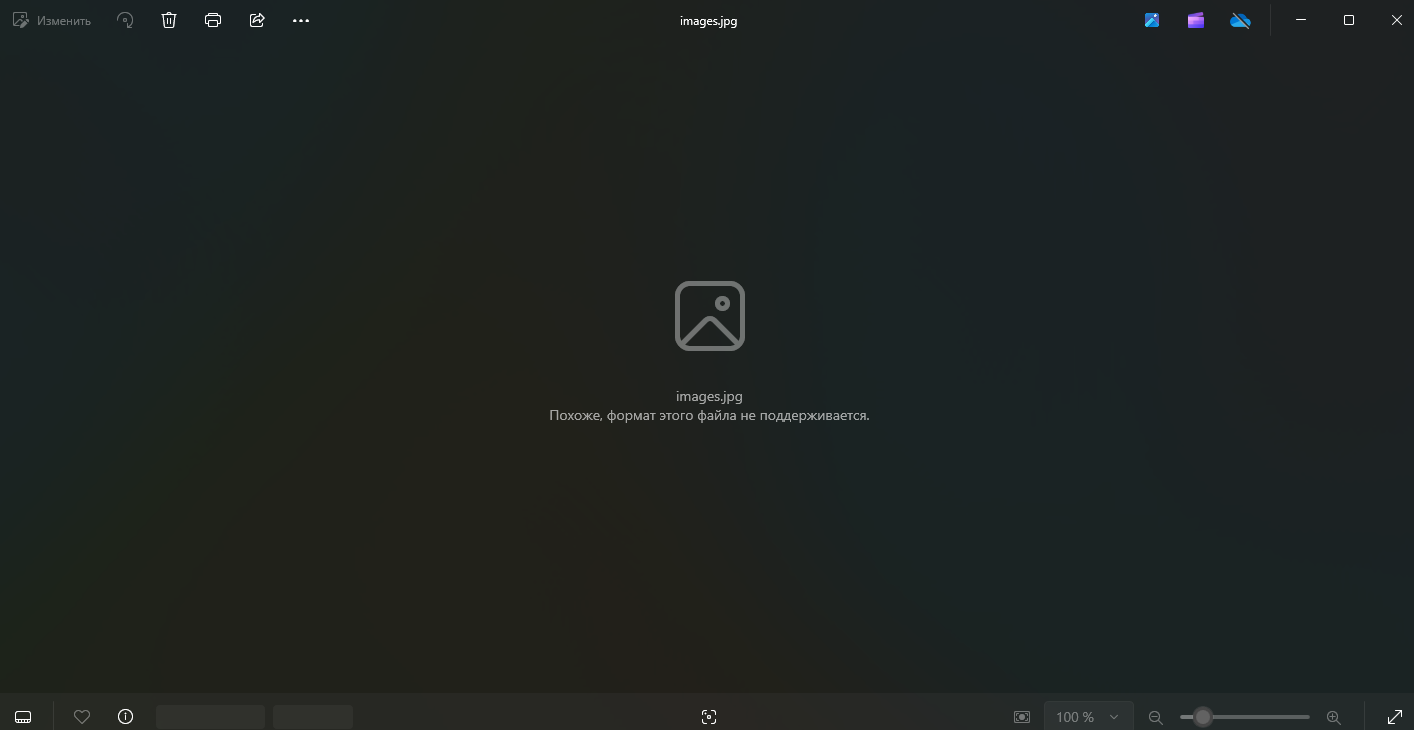 Изменить
images.jpg
images.jpg
Похоже, формат этого файла не поддерживается.
100 %